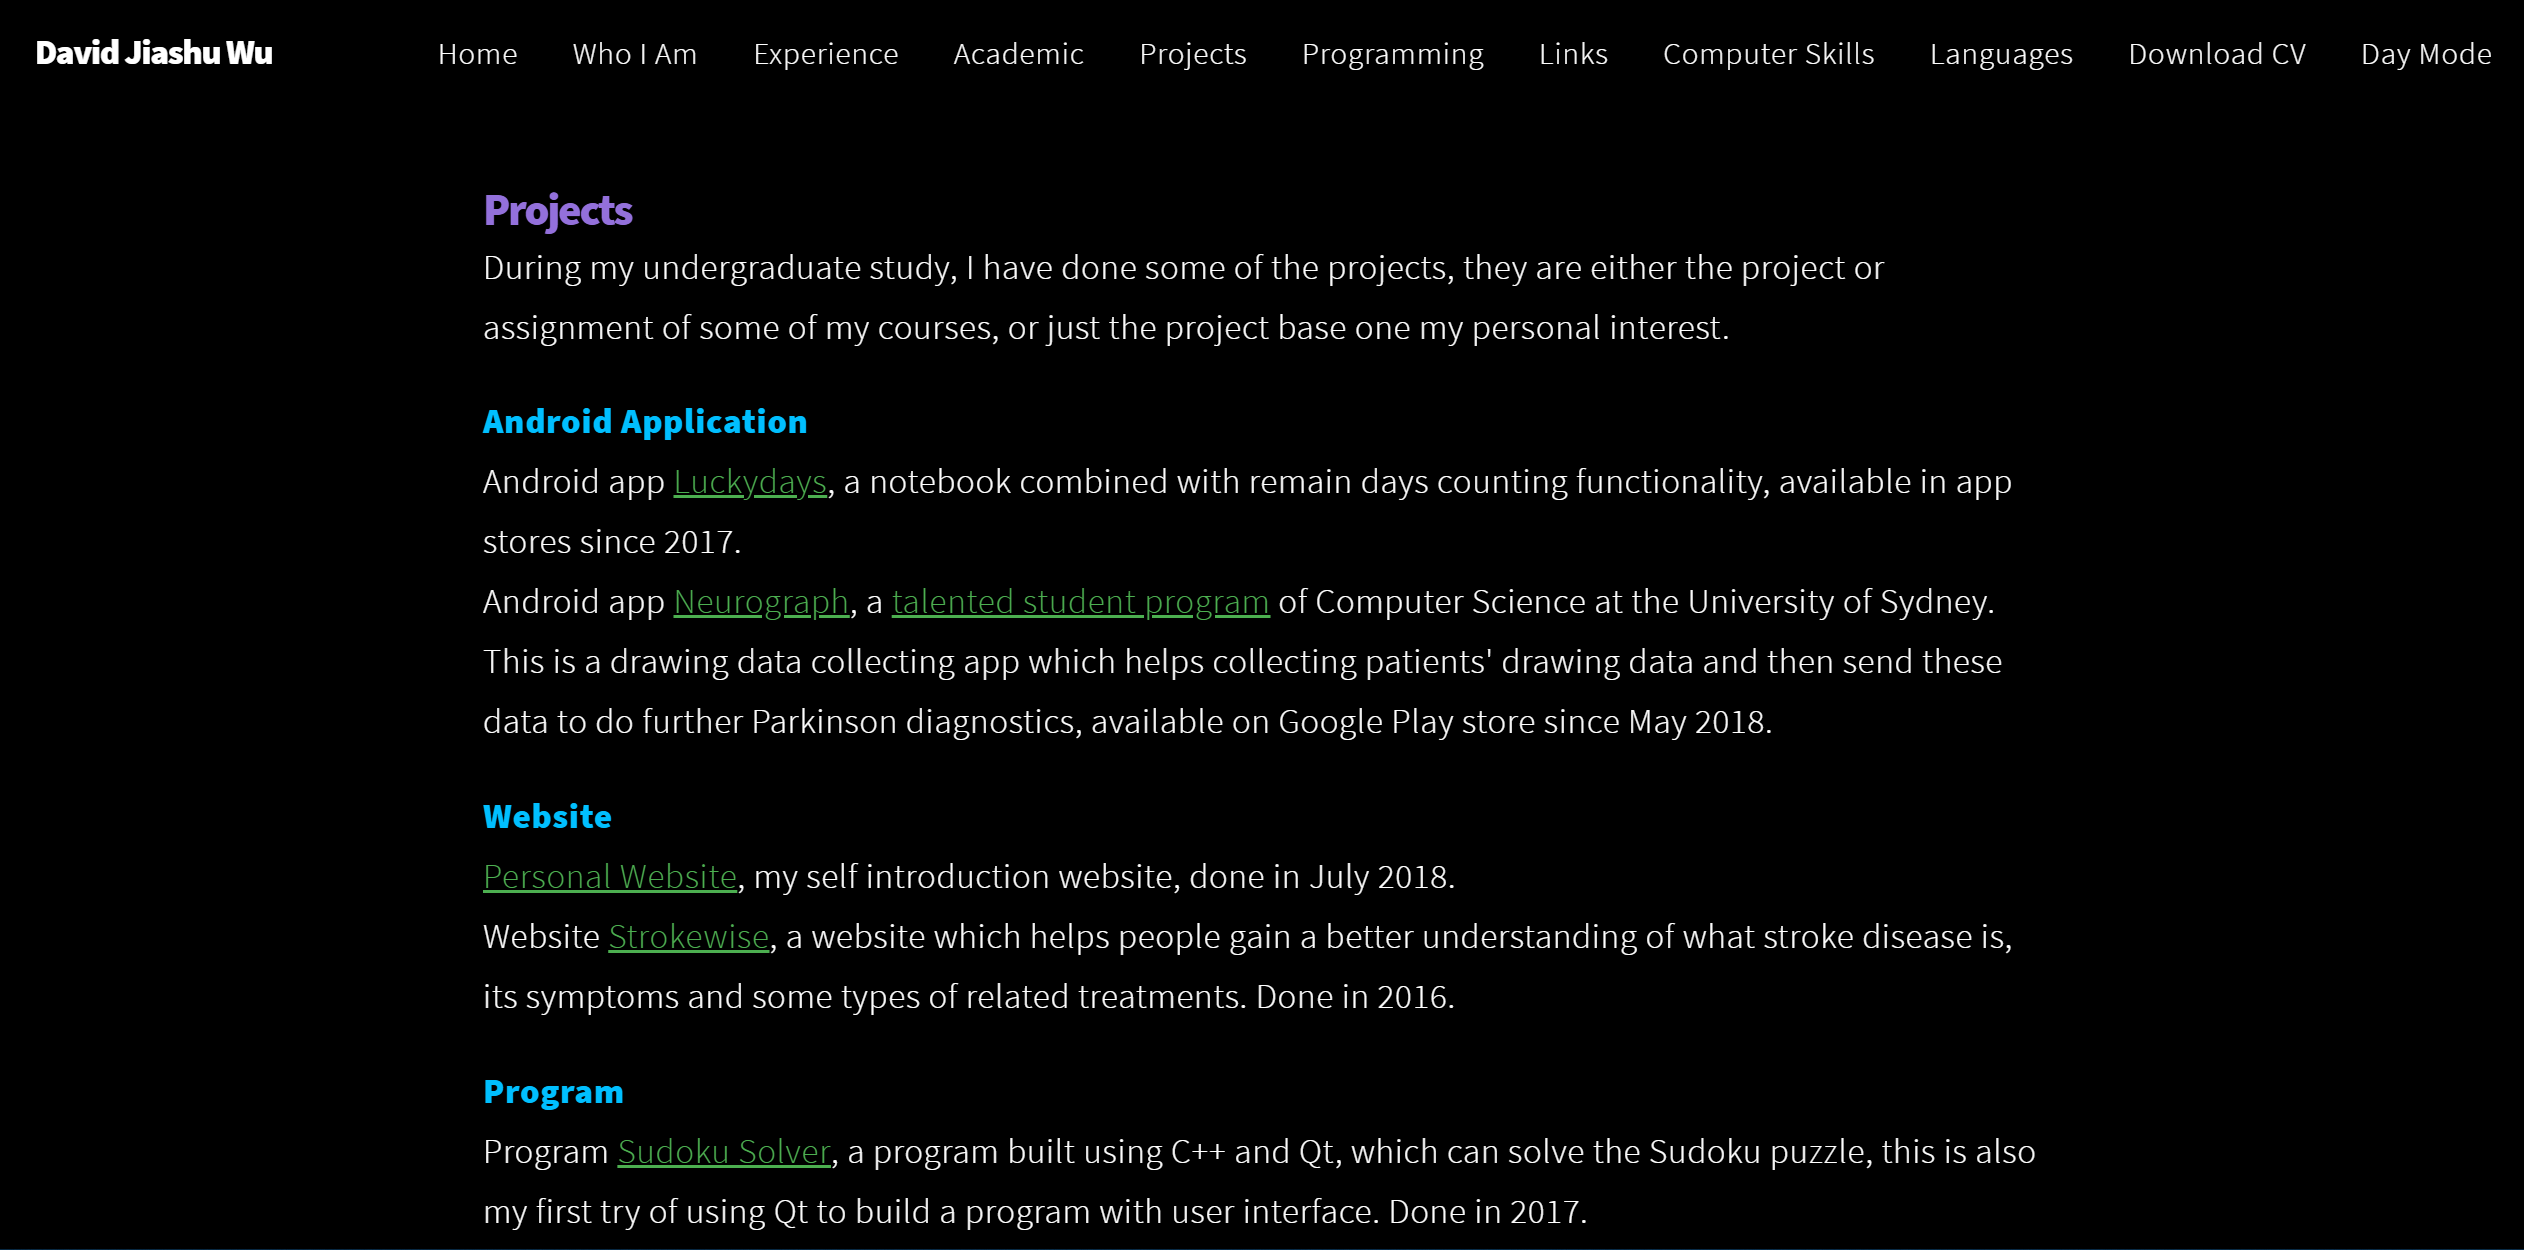 David Jiashu Wu Home Who I Am Experience Academic Projects Programming Links Computer Skills Languages Download CV Day Mode
Projects
During my undergraduate study, I have done some of the projects, they are either the project or
assignment of some of my courses, or just the project base one my personal interest.
Android Application
Android app Luckydays, a notebook combined with remain days counting functionality, available in app
stores since 2017.
Android app Neurograph, a talented student program of Computer Science at the University of Sydney.
This is a drawing data collecting app which helps collecting patients' drawing data and then send these
data to do further Parkinson diagnostics, available on Google Play store since May 2018.
Website
Personal Website, my self introduction website, done in July 2018.
Website Strokewise, a website which helps people gain a better understanding of what stroke disease is,
its symptoms and some types of related treatments. Done in 2016.
Program
Program Sudoku Solver, a program built using C++ and Qt, which can solve the Sudoku puzzle, this is also
my first try of using Qt to build a program with user interface. Done in 2017.